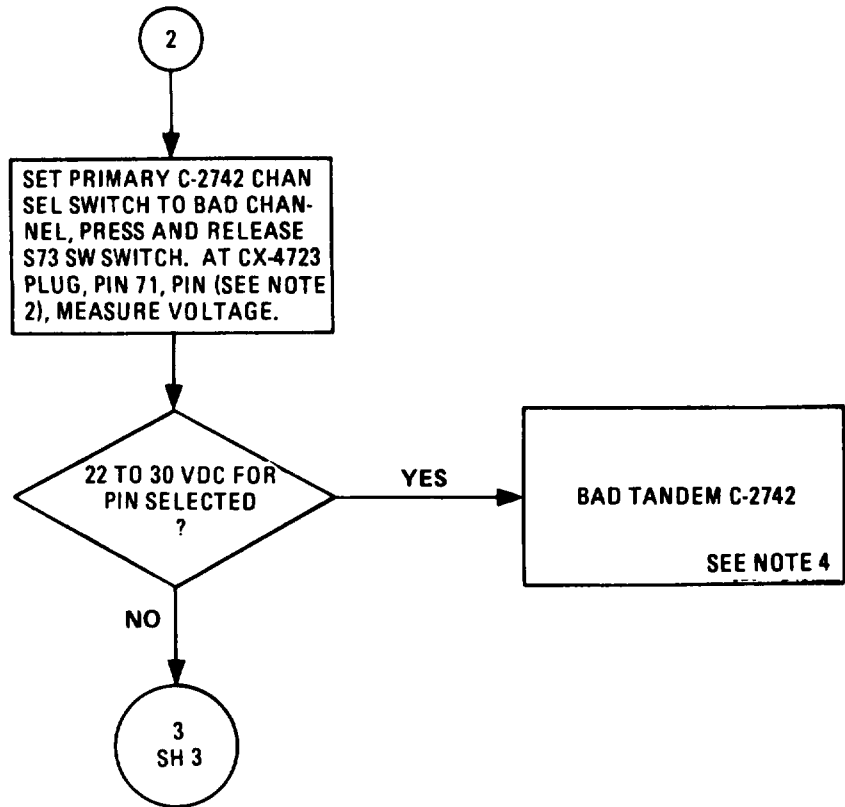 2
SET PRIMARY C-2742 CHAN
SEL SWITCH TO BAD CHAN-
NEL, PRESS AND RELEASE
S73 SW SWITCH. AT CX-4723
PLUG, PIN 71, PIN (SEE NOTE
2), MEASURE VOLTAGE.
22 TO 30 VDC FOR
PIN SELECTED
?
YES
BAD TANDEM C-2742
SEE NOTE 4
NO
3
SH 3